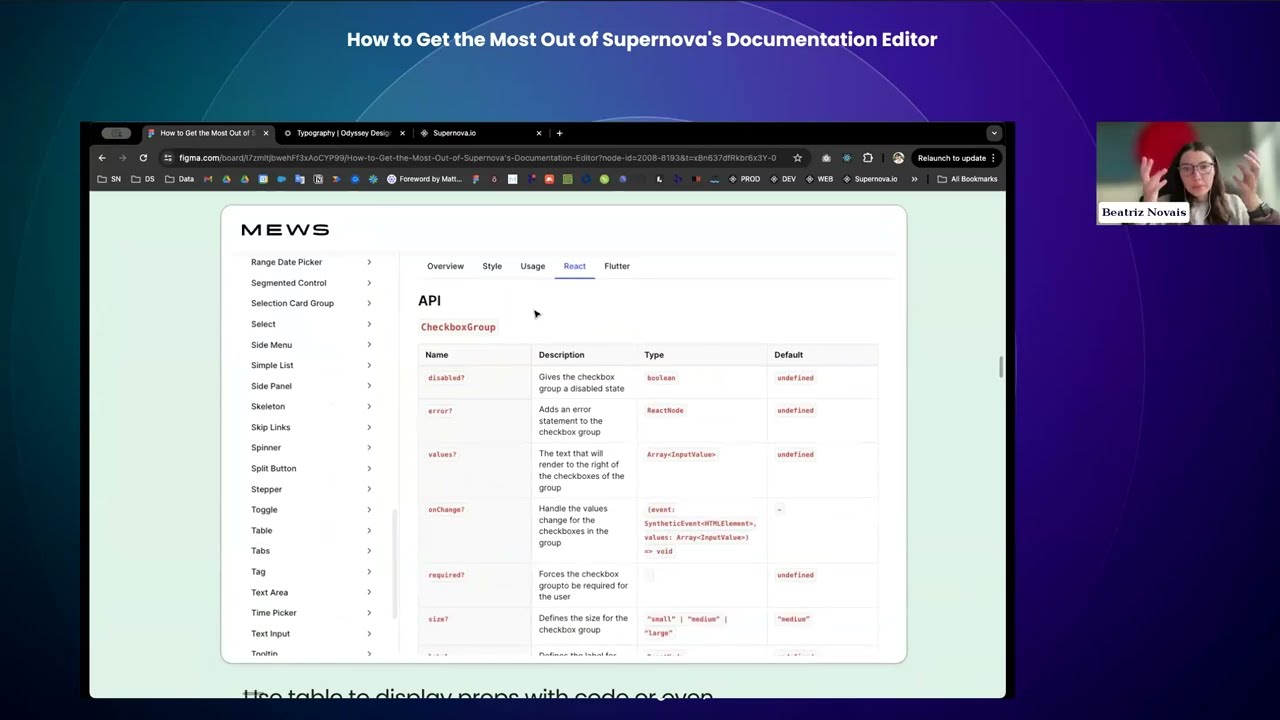 How to Get the Most Out of Supernova's Documentation Editor
How to Get the Most Out of S
Typography | Odyssey Desig
Supernova.io
figma.com/board/I7zmItjbwehFf3xAoCYP99/How-to-Get-the-Most-Out-of-Supernova's-Documentation-Editor?node-id=2008-8193&t=xBn637dfRkbr6x3Y-0
Relaunch to update
SN
DS
Data
Foreword by Matt...
PROD
DEV
WEB
Supernova.io
»
All Bookmarks
Beatriz Novais
MEWS
Range Date Picker
Segmented Control
Selection Card Group
Select
Side Menu
Simple List
Side Panel
Skeleton
Skip Links
Spinner
Split Button
Stepper
Toggle
Table
Tabs
Tag
Text Area
Time Picker
Text Input
Tooltip
Overview Style Usage React Flutter
API
CheckboxGroup
Name Description Type Default
disabled? Gives the checkbox boolean undefined
group a disabled state
error? Adds an error ReactNode undefined
statement to the
checkbox group
values? The text that will Array<InputValue> undefined
render to the right of
the checkboxes of the
group
onChange? Handle the values (event: -
change for the SyntheticEvent<HTMLElement>,
checkboxes in the values: Array<InputValue>)
group => void
required? Forces the checkbox undefined
groupto be required for
the user
size? Defines the size for the "small" | "medium" | "medium"
checkbox group "large"
label? Defines the label for ReactNode undefined
Use table to display props with code or even